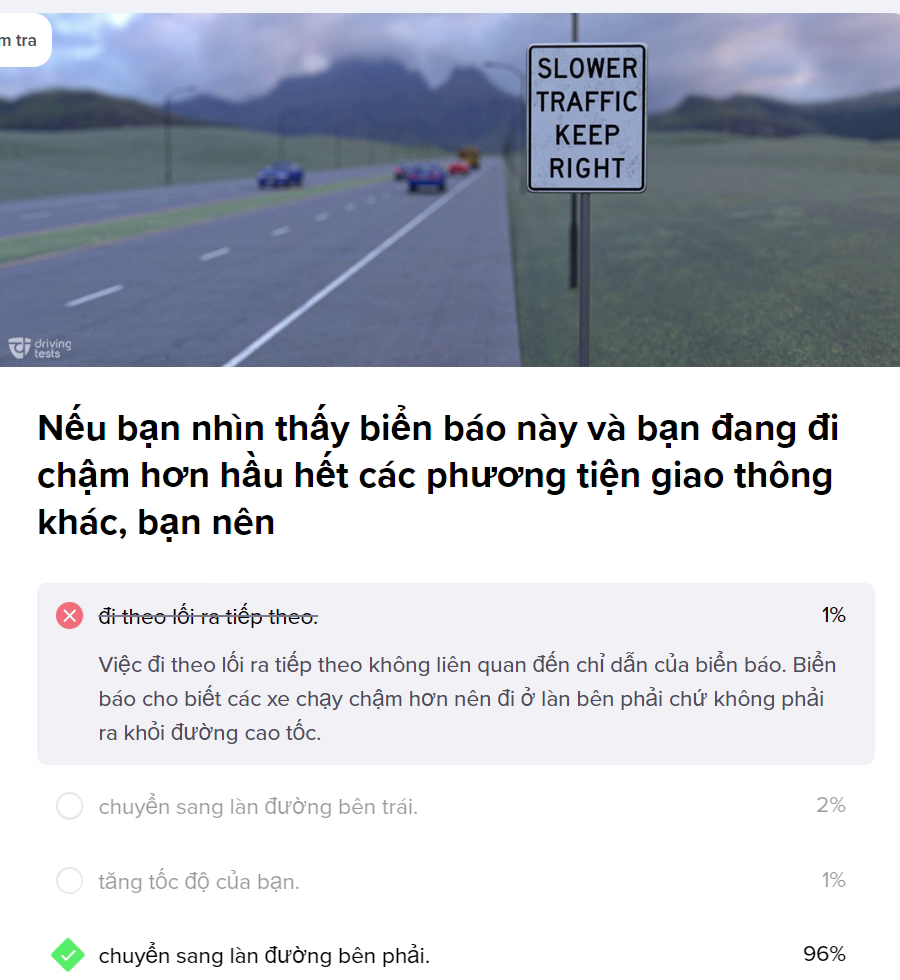 m tra
SLOWER
TRAFFIC
KEEP
RIGHT
driving
tests
Nếu bạn nhìn thấy biển báo này và bạn đang đi
chậm hơn hầu hết các phương tiện giao thông
khác, bạn nên
đi theo lối ra tiếp theo. 1%
Việc đi theo lối ra tiếp theo không liên quan đến chỉ dẫn của biển báo. Biển
báo cho biết các xe chạy chậm hơn nên đi ở làn bên phải chứ không phải
ra khỏi đường cao tốc.
chuyển sang làn đường bên trái. 2%
tăng tốc độ của bạn. 1%
chuyển sang làn đường bên phải. 96%